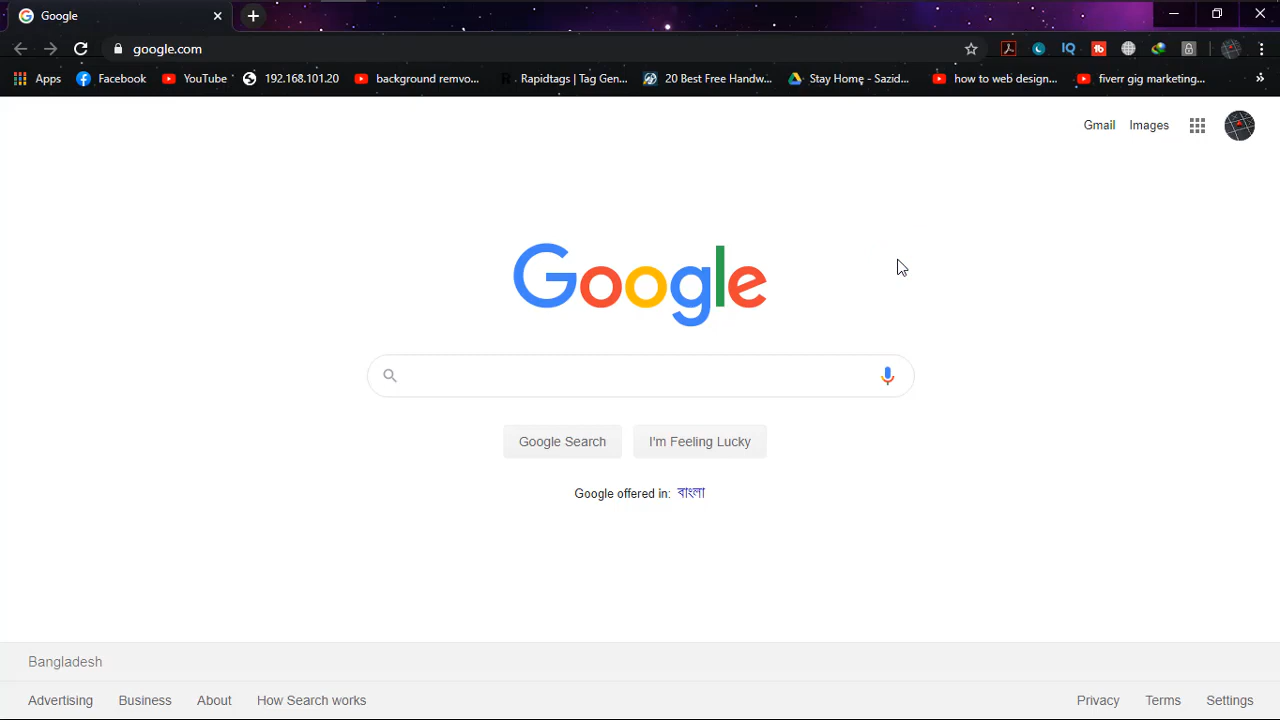 Google
google.com
Apps Facebook YouTube 192.168.101.20 background remvo... Rapidtags | Tag Gen... 20 Best Free Handw... Stay Home - Sazid... how to web design... fiverr gig marketing...
Gmail Images
Google
Google Search I'm Feeling Lucky
Google offered in: বাংলা
Bangladesh
Advertising Business About How Search works Privacy Terms Settings